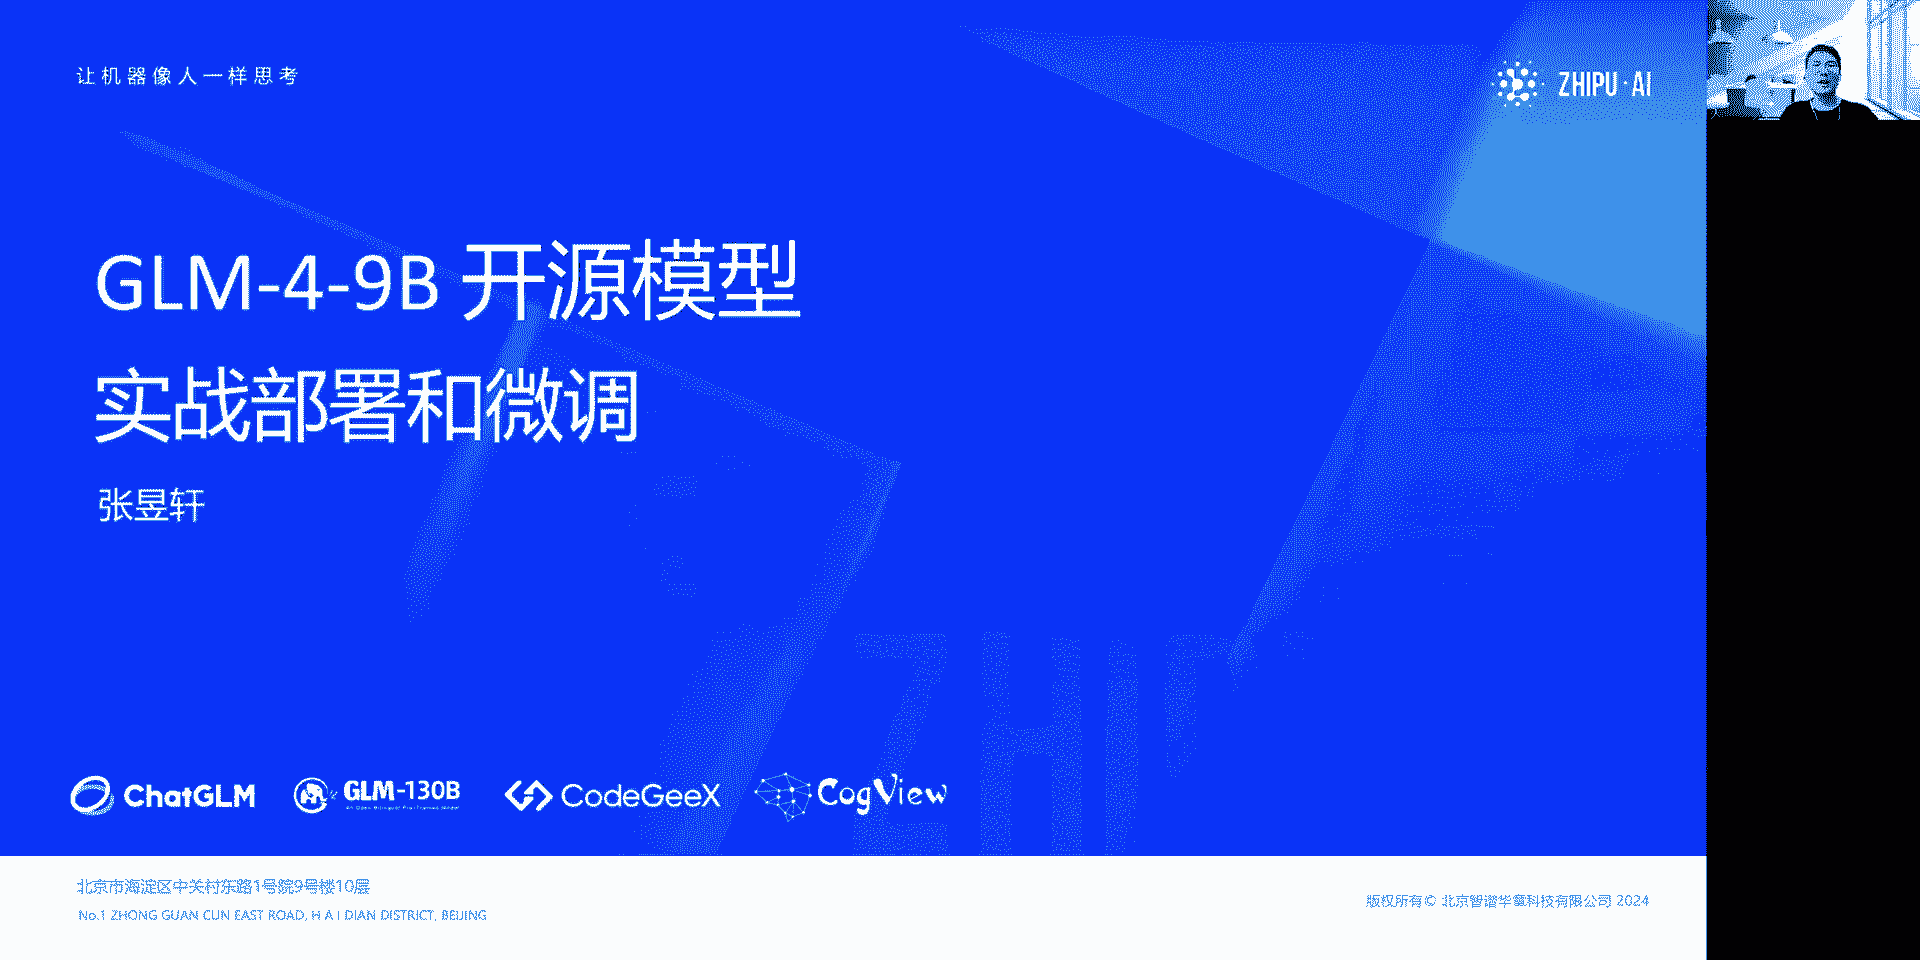 让机器像人一样思考
ZHIPU·AI
GLM-4-9B 开源模型
实战部署和微调
张昱轩
ChatGLM
GLM-130B
CodeGeeX
CogView
ZHIP
北京市海淀区中关村东路1号院9号楼10层
No.1 ZHONG GUAN CUN EAST ROAD, H A I DIAN DISTRICT, BEIJING
版权所有© 北京智谱华章科技有限公司 2024